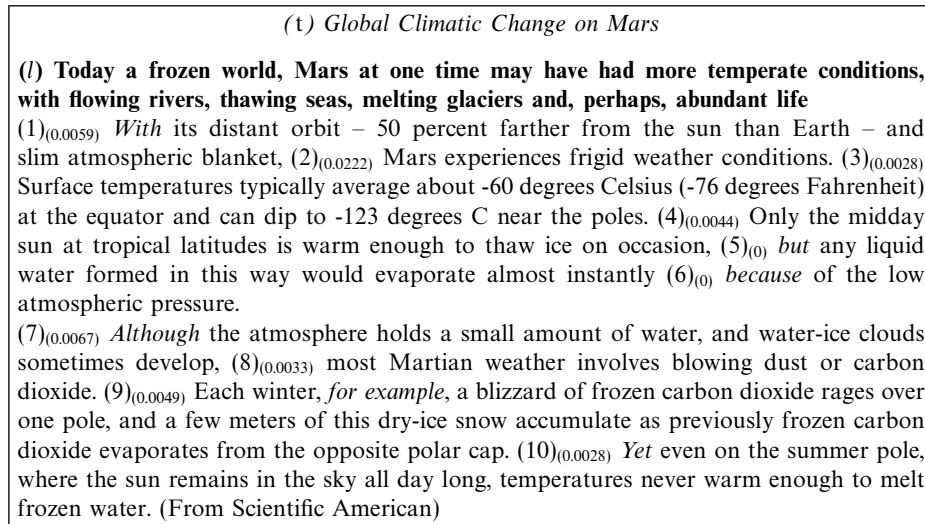 (t) Global Climatic Change on Mars
(l) Today a frozen world, Mars at one time may have had more temperate conditions,
with flowing rivers, thawing seas, melting glaciers and, perhaps, abundant life
(1)(0.0059) With its distant orbit – 50 percent farther from the sun than Earth – and
slim atmospheric blanket, (2)(0.0222) Mars experiences frigid weather conditions. (3)(0.0028)
Surface temperatures typically average about -60 degrees Celsius (-76 degrees Fahrenheit)
at the equator and can dip to -123 degrees C near the poles. (4)(0.0044) Only the midday
sun at tropical latitudes is warm enough to thaw ice on occasion, (5)(0) but any liquid
water formed in this way would evaporate almost instantly (6)(0) because of the low
atmospheric pressure.
(7)(0.0067) Although the atmosphere holds a small amount of water, and water-ice clouds
sometimes develop, (8)(0.0033) most Martian weather involves blowing dust or carbon
dioxide. (9)(0.0049) Each winter, for example, a blizzard of frozen carbon dioxide rages over
one pole, and a few meters of this dry-ice snow accumulate as previously frozen carbon
dioxide evaporates from the opposite polar cap. (10)(0.0028) Yet even on the summer pole,
where the sun remains in the sky all day long, temperatures never warm enough to melt
frozen water. (From Scientific American)